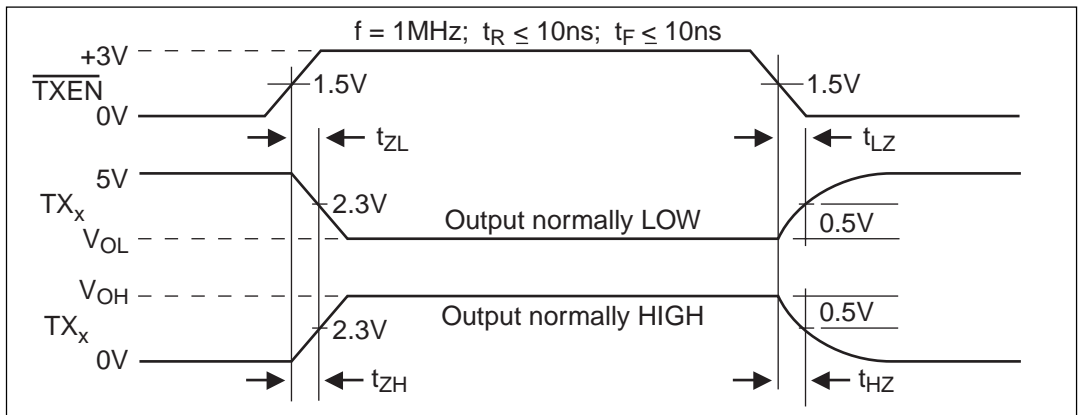 f = 1MHz; tR ≤ 10ns; tF ≤ 10ns
+3V
TXEN
1.5V
1.5V
0V
tZL
tLZ
5V
TXx
2.3V
Output normally LOW
0.5V
VOL
VOH
TXx
2.3V
Output normally HIGH
0.5V
0V
tZH
tHZ